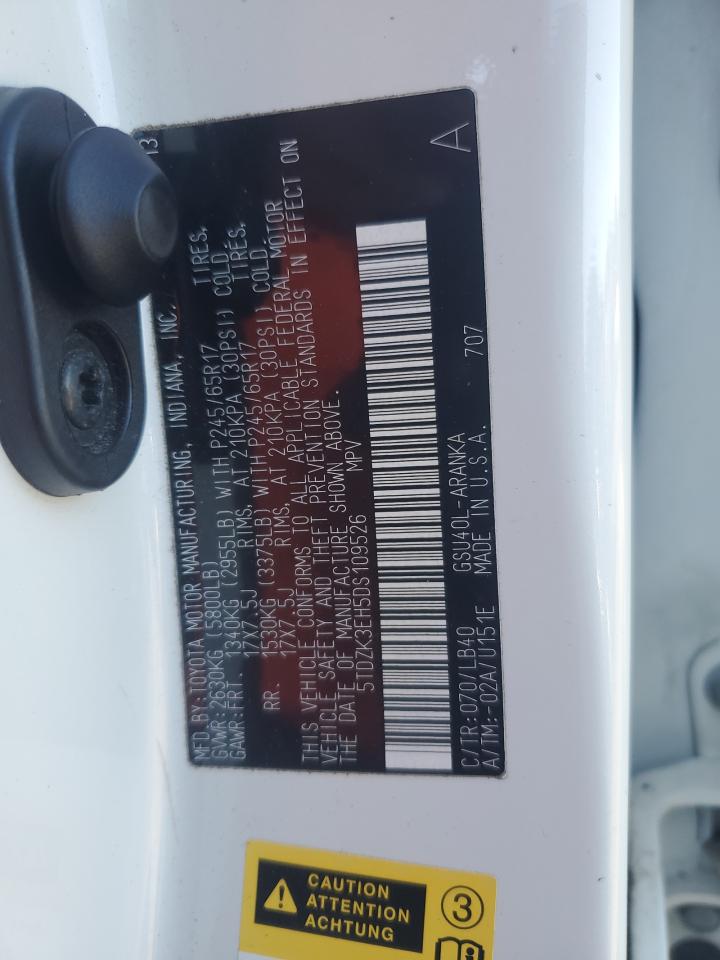 MFD. BY: TOYOTA MOTOR MANUFACTURING, INDIANA, INC. 13
GVWR: 2630KG (5800LB)
GAWR: FRT. 1340KG (2955LB) WITH P245/65R17 TIRES,
17X7.5J RIMS, AT 210KPA (30PSI) COLD.
RR. 1530KG (3375LB) WITH P245/65R17 TIRES,
17X7.5J RIMS, AT 210KPA (30PSI) COLD.
THIS VEHICLE CONFORMS TO ALL APPLICABLE FEDERAL MOTOR
VEHICLE SAFETY AND THEFT PREVENTION STANDARDS IN EFFECT ON
THE DATE OF MANUFACTURE SHOWN ABOVE.
5TDZK3EH5DS109526 MPV
A
C/TR: 070/LB40 GSU40L-ARANKA 707
A/TM: -02A/U151E MADE IN U.S.A.
CAUTION
ATTENTION
ACHTUNG
3